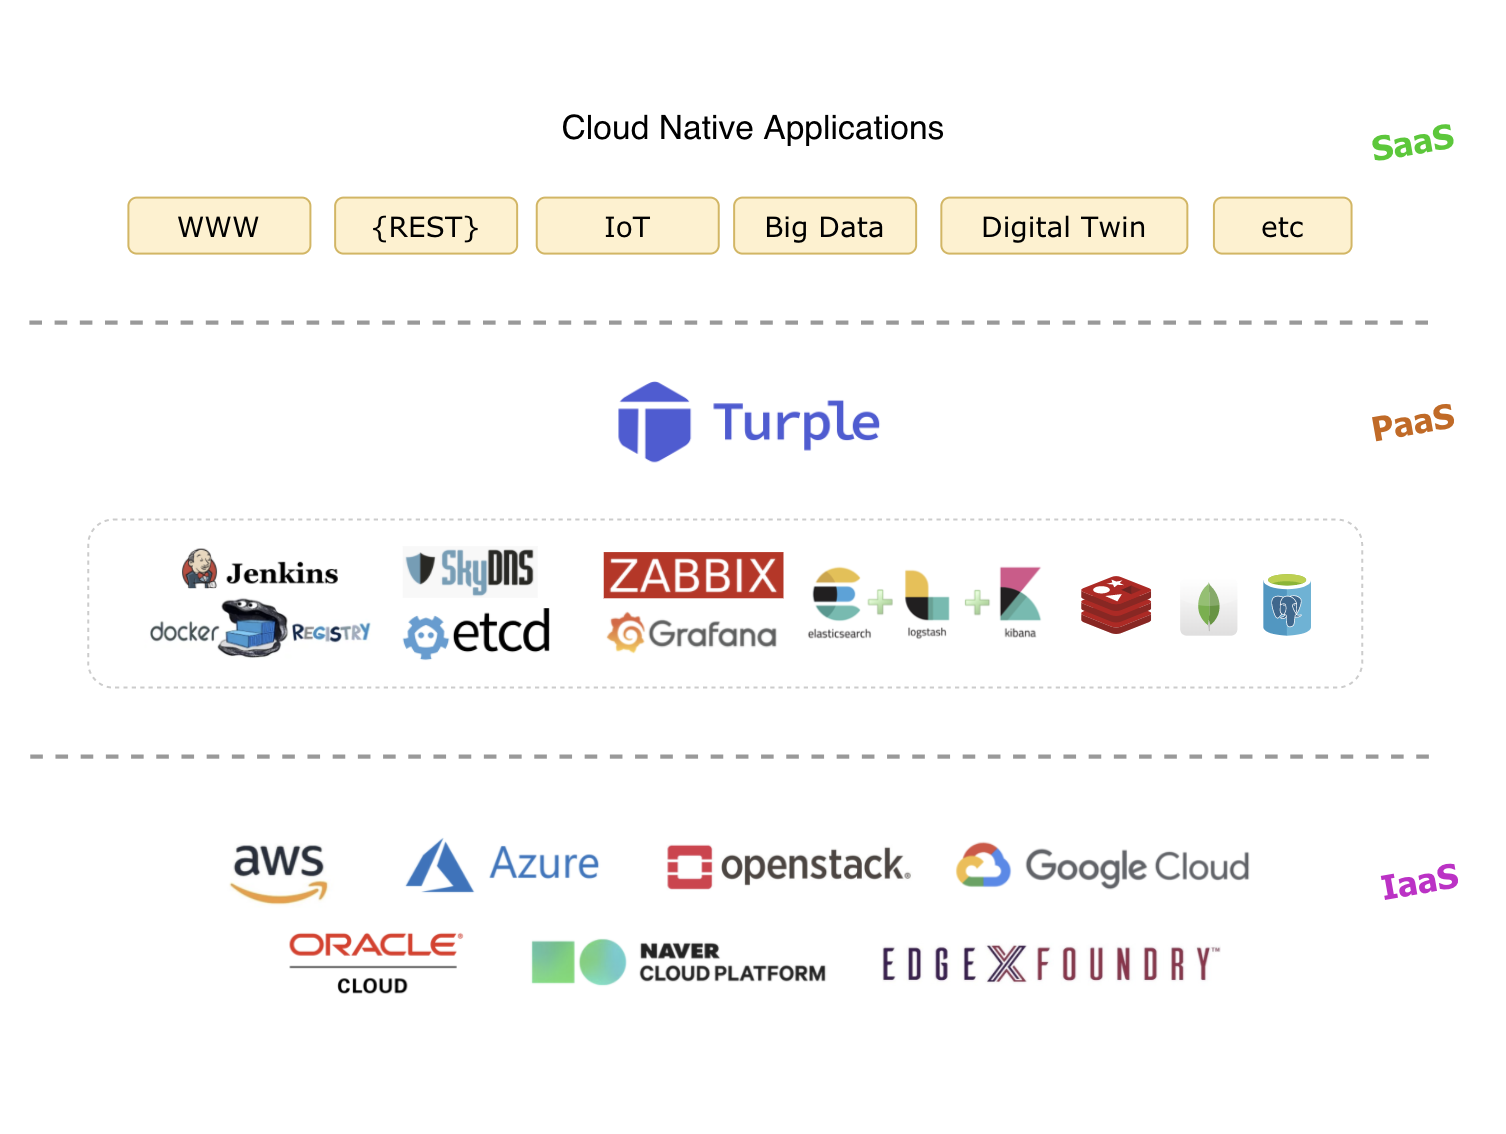 Cloud Native Applications
SaaS
WWW
{REST}
IoT
Big Data
Digital Twin
etc
Turple
PaaS
Jenkins
docker REGISTRY
SkyDNS
etcd
ZABBIX
Grafana
elasticsearch
logstash
kibana
aws
Azure
openstack.
Google Cloud
IaaS
ORACLE®
CLOUD
NAVER
CLOUD PLATFORM
EDGE X FOUNDRY™